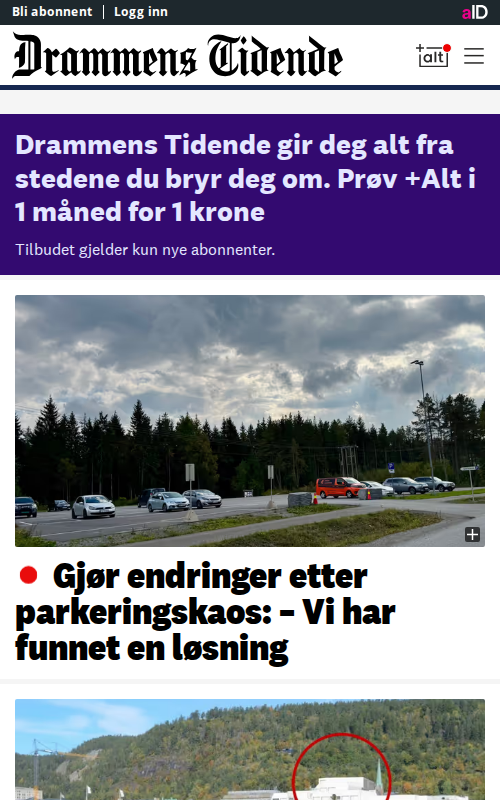 Bli abonnent | Logg inn
aID
Drammens Tidende
+alt
Drammens Tidende gir deg alt fra
stedene du bryr deg om. Prøv +Alt i
1 måned for 1 krone
Tilbudet gjelder kun nye abonnenter.
Gjør endringer etter
parkeringskaos: – Vi har
funnet en løsning